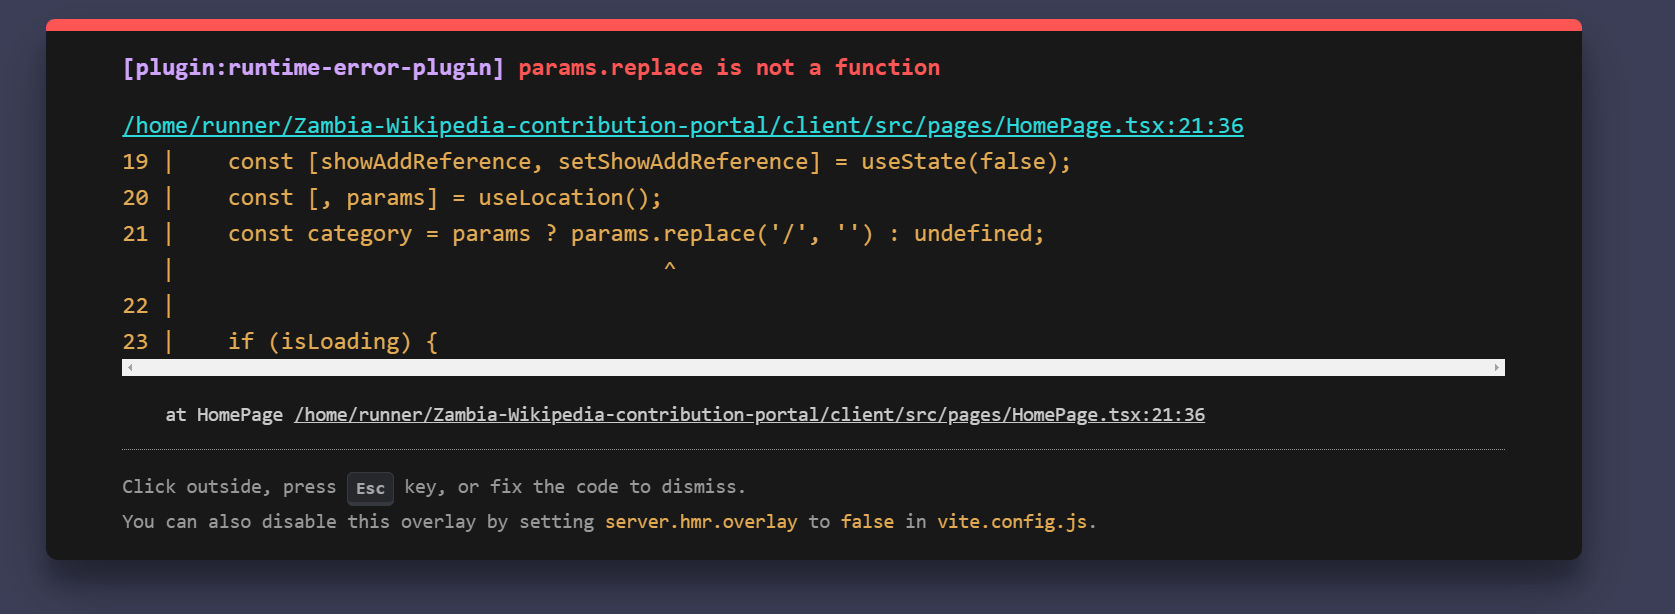 [plugin:runtime-error-plugin] params.replace is not a function
/home/runner/Zambia-Wikipedia-contribution-portal/client/src/pages/HomePage.tsx:21:36
19 |    const [showAddReference, setShowAddReference] = useState(false);
20 |    const [, params] = useLocation();
21 |    const category = params ? params.replace('/', '') : undefined;
   |                                     ^
22 |
23 |    if (isLoading) {
at HomePage /home/runner/Zambia-Wikipedia-contribution-portal/client/src/pages/HomePage.tsx:21:36
Click outside, press Esc key, or fix the code to dismiss.
You can also disable this overlay by setting server.hmr.overlay to false in vite.config.js.